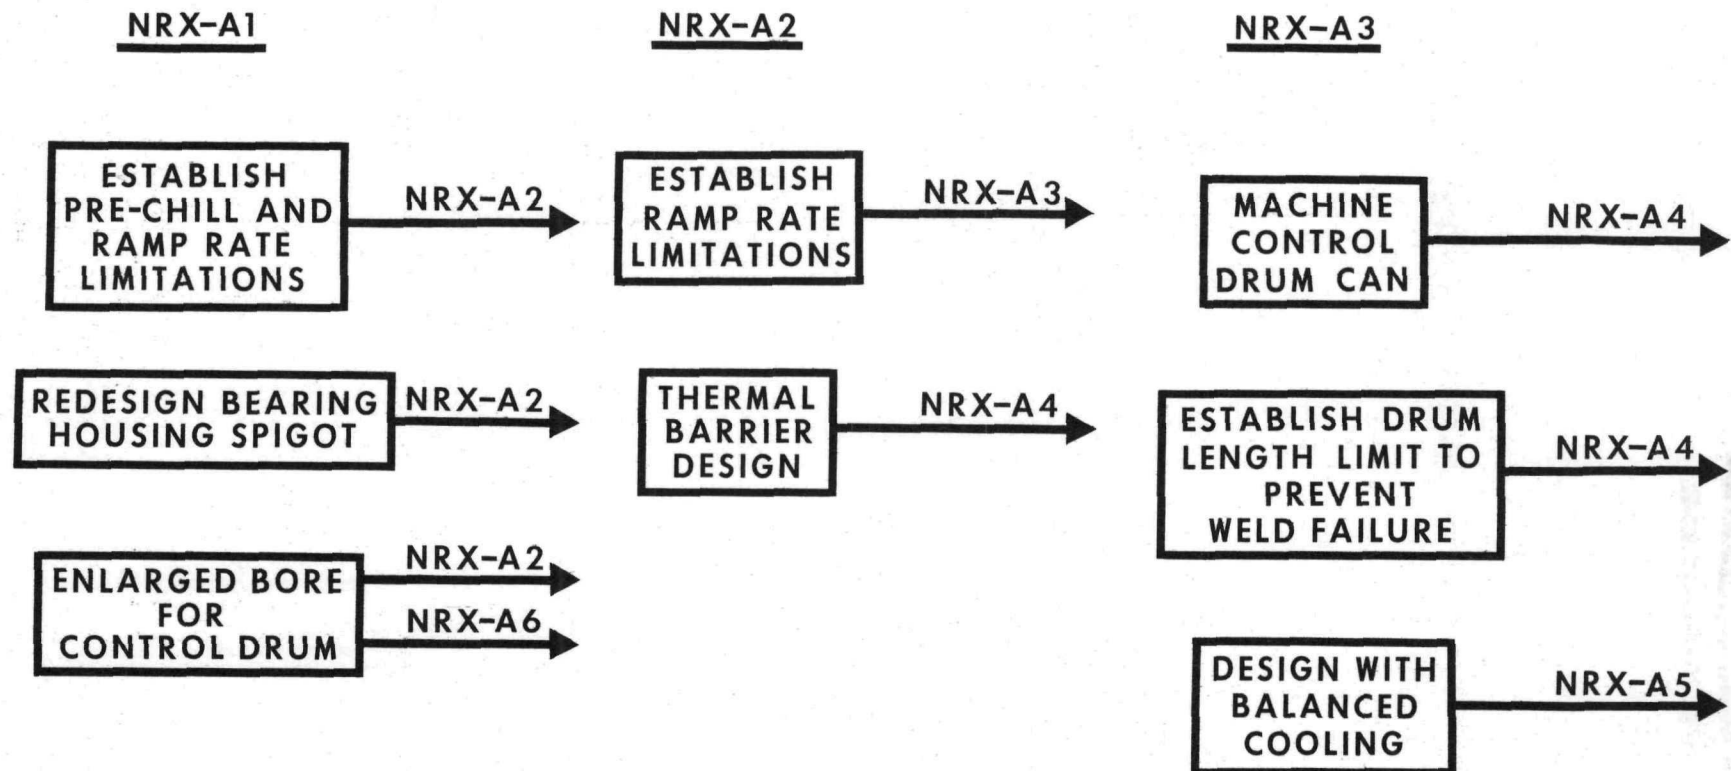 NRX-A1
NRX-A2
NRX-A3
ESTABLISH
PRE-CHILL AND
RAMP RATE
LIMITATIONS
NRX-A2
ESTABLISH
RAMP RATE
LIMITATIONS
NRX-A3
MACHINE
CONTROL
DRUM CAN
NRX-A4
REDESIGN BEARING
HOUSING SPIGOT
NRX-A2
THERMAL
BARRIER
DESIGN
NRX-A4
ESTABLISH DRUM
LENGTH LIMIT TO
PREVENT
WELD FAILURE
NRX-A4
ENLARGED BORE
FOR
CONTROL DRUM
NRX-A2
NRX-A6
DESIGN WITH
BALANCED
COOLING
NRX-A5